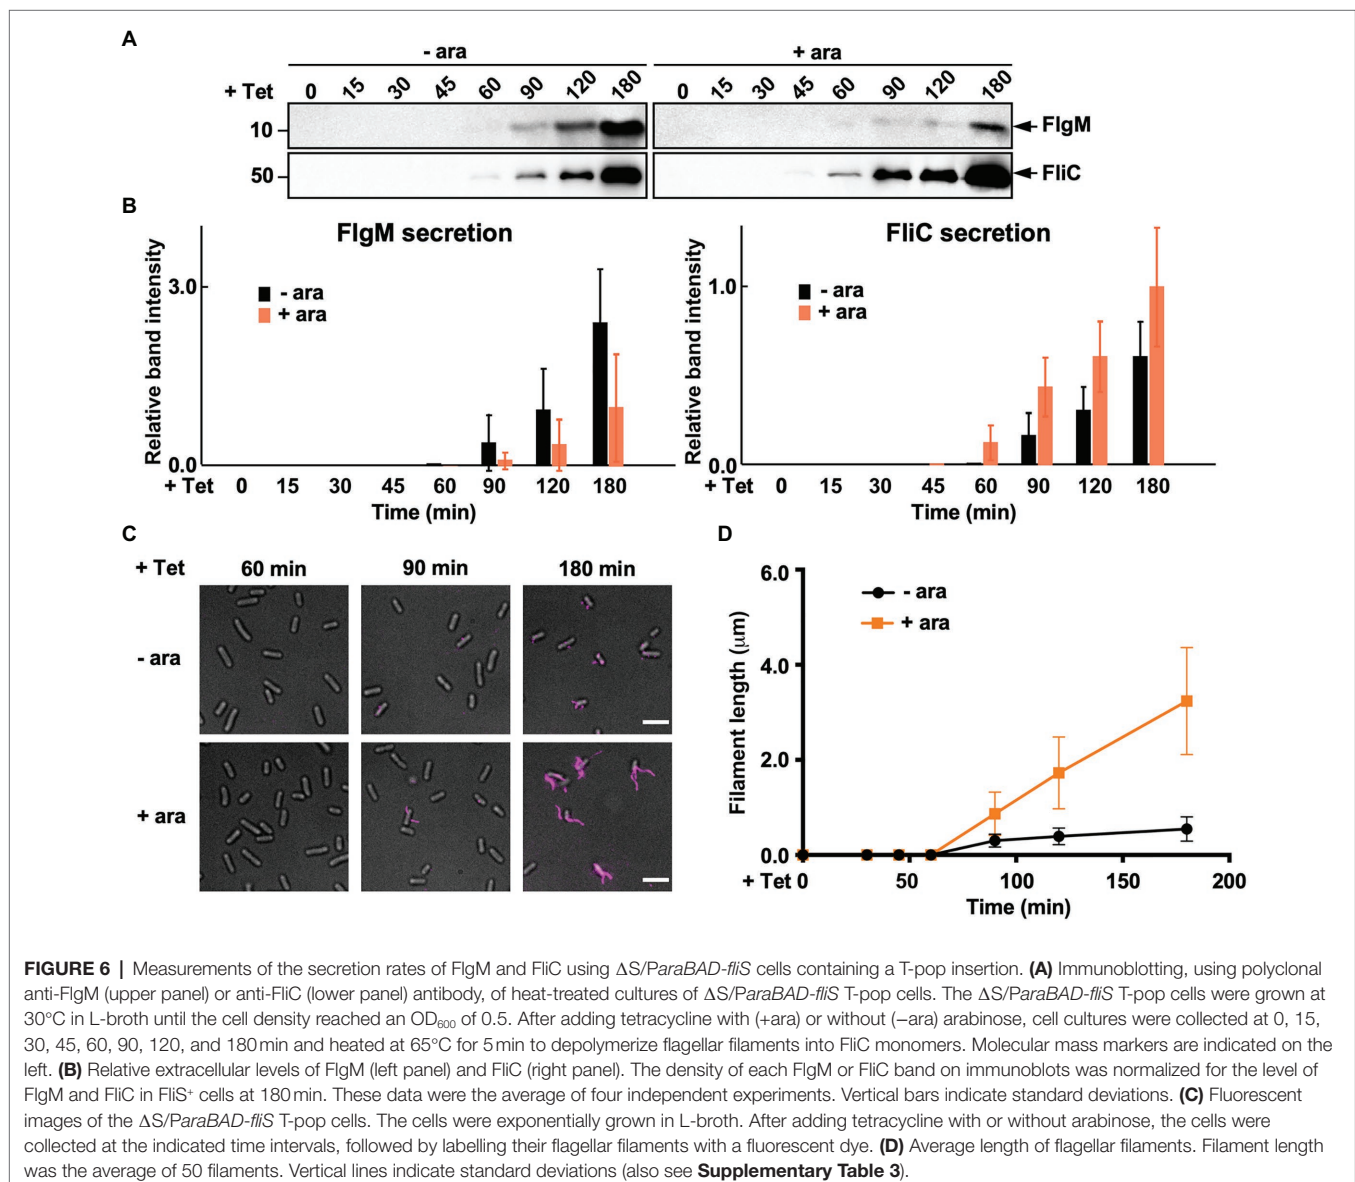 A
- ara
+ ara
+ Tet 0 15 30 45 60 90 120 180 0 15 30 45 60 90 120 180
10
FlgM
50
FliC
B
FlgM secretion
FliC secretion
Relative band intensity
3.0
0.0
- ara
+ ara
+ Tet 0 15 30 45 60 90 120 180
Time (min)
Relative band intensity
1.0
0.0
- ara
+ ara
+ Tet 0 15 30 45 60 90 120 180
Time (min)
C
+ Tet 60 min 90 min 180 min
- ara
+ ara
D
Filament length (μm)
6.0
4.0
2.0
0.0
- ara
+ ara
+ Tet 0 50 100 150 200
Time (min)
FIGURE 6 | Measurements of the secretion rates of FlgM and FliC using ΔS/ParaBAD-fliS cells containing a T-pop insertion. (A) Immunoblotting, using polyclonal
anti-FlgM (upper panel) or anti-FliC (lower panel) antibody, of heat-treated cultures of ΔS/ParaBAD-fliS T-pop cells. The ΔS/ParaBAD-fliS T-pop cells were grown at
30°C in L-broth until the cell density reached an OD₆₀₀ of 0.5. After adding tetracycline with (+ara) or without (−ara) arabinose, cell cultures were collected at 0, 15,
30, 45, 60, 90, 120, and 180 min and heated at 65°C for 5 min to depolymerize flagellar filaments into FliC monomers. Molecular mass markers are indicated on the
left. (B) Relative extracellular levels of FlgM (left panel) and FliC (right panel). The density of each FlgM or FliC band on immunoblots was normalized for the level of
FlgM and FliC in FliS⁺ cells at 180 min. These data were the average of four independent experiments. Vertical bars indicate standard deviations. (C) Fluorescent
images of the ΔS/ParaBAD-fliS T-pop cells. The cells were exponentially grown in L-broth. After adding tetracycline with or without arabinose, the cells were
collected at the indicated time intervals, followed by labelling their flagellar filaments with a fluorescent dye. (D) Average length of flagellar filaments. Filament length
was the average of 50 filaments. Vertical lines indicate standard deviations (also see Supplementary Table 3).